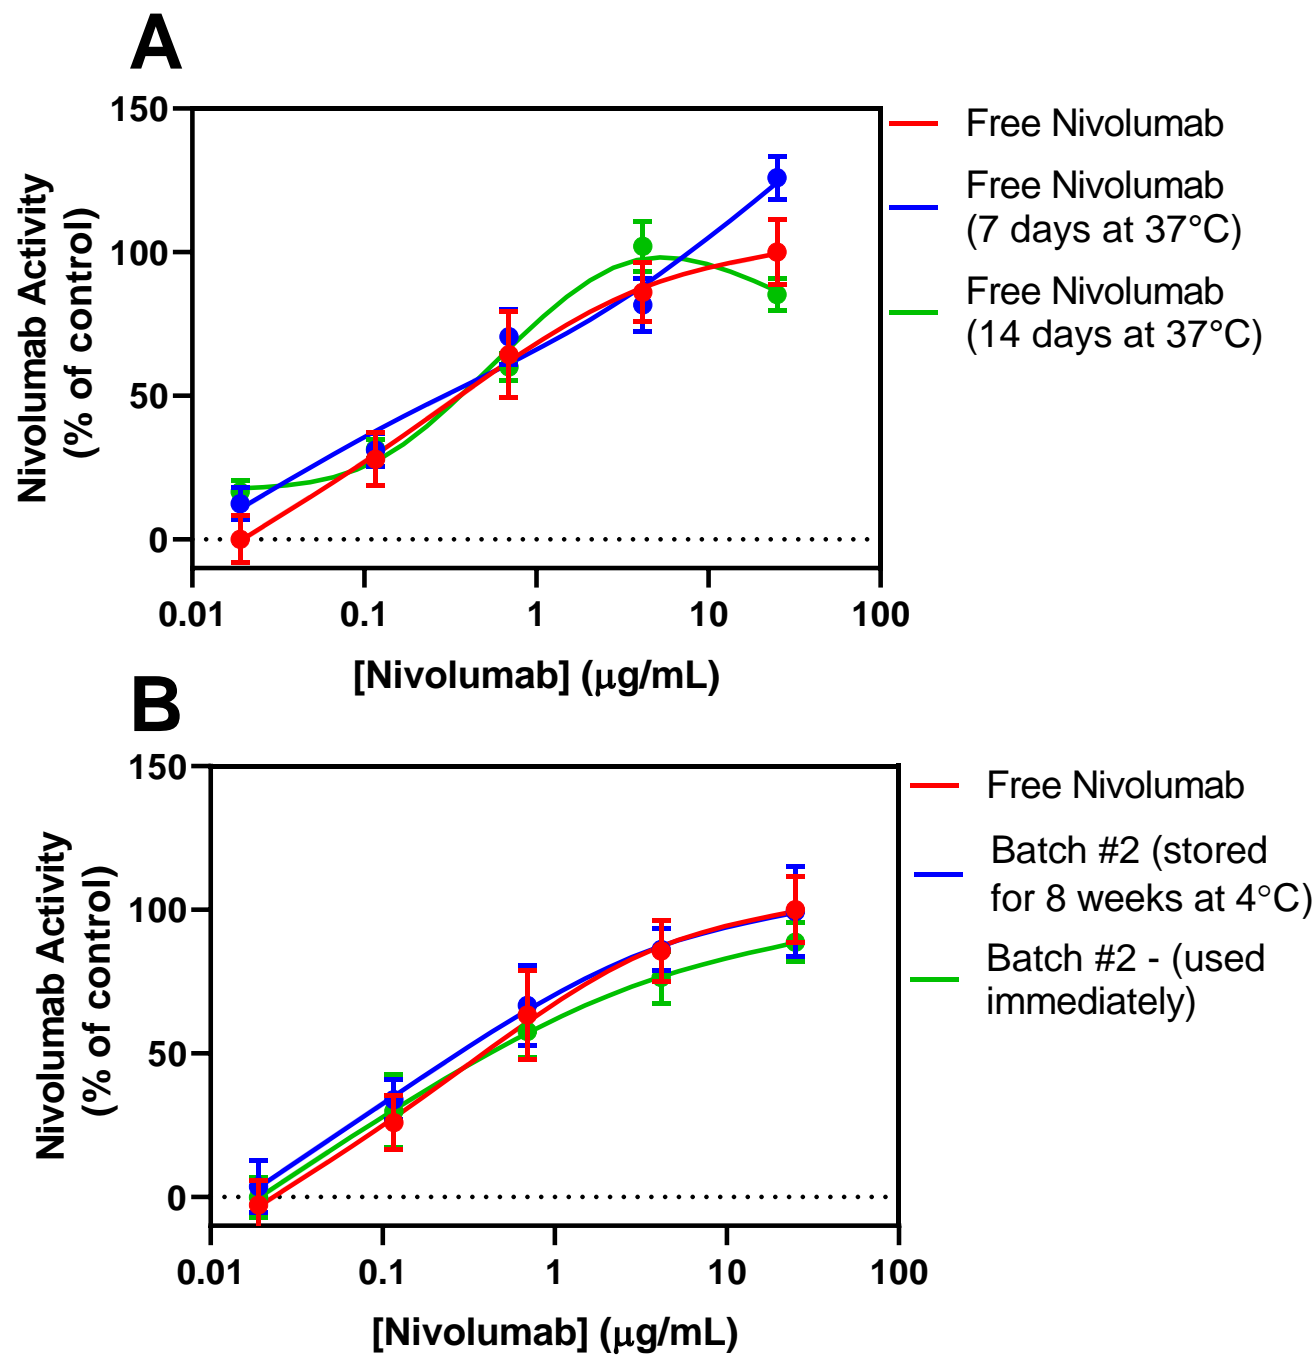 A
150
100
50
0
Nivolumab Activity
(% of control)
0.01 0.1 1 10 100
[Nivolumab] (μg/mL)
Free Nivolumab
Free Nivolumab
(7 days at 37°C)
Free Nivolumab
(14 days at 37°C)
B
150
100
50
0
Nivolumab Activity
(% of control)
0.01 0.1 1 10 100
[Nivolumab] (μg/mL)
Free Nivolumab
Batch #2 (stored
for 8 weeks at 4°C)
Batch #2 - (used
immediately)